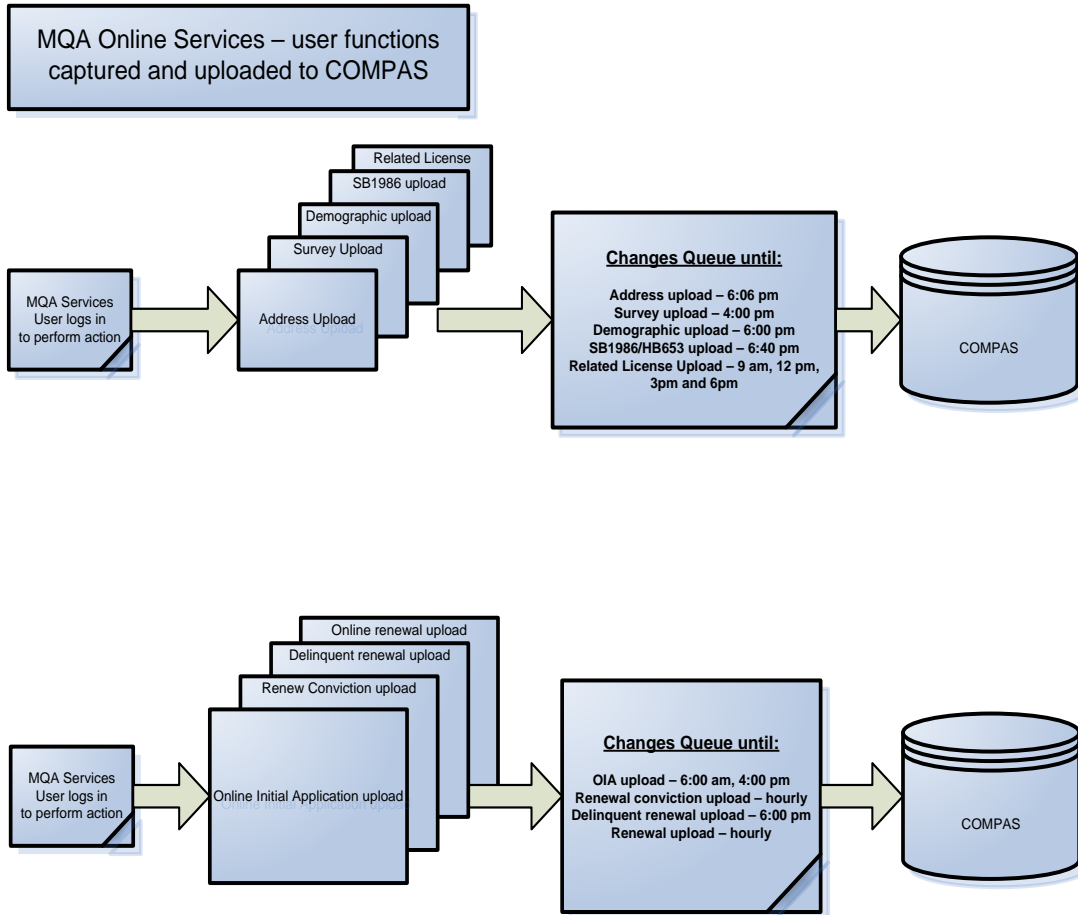 MQA Online Services – user functions
captured and uploaded to COMPAS
Related License
SB1986 upload
Demographic upload
Survey Upload
Address Upload
MQA Services
User logs in
to perform action
Changes Queue until:
Address upload – 6:06 pm
Survey upload – 4:00 pm
Demographic upload – 6:00 pm
SB1986/HB653 upload – 6:40 pm
Related License Upload – 9 am, 12 pm,
3pm and 6pm
COMPAS
Online renewal upload
Delinquent renewal upload
Renew Conviction upload
Online Initial Application upload
MQA Services
User logs in
to perform action
Changes Queue until:
OIA upload – 6:00 am, 4:00 pm
Renewal conviction upload – hourly
Delinquent renewal upload – 6:00 pm
Renewal upload – hourly
COMPAS